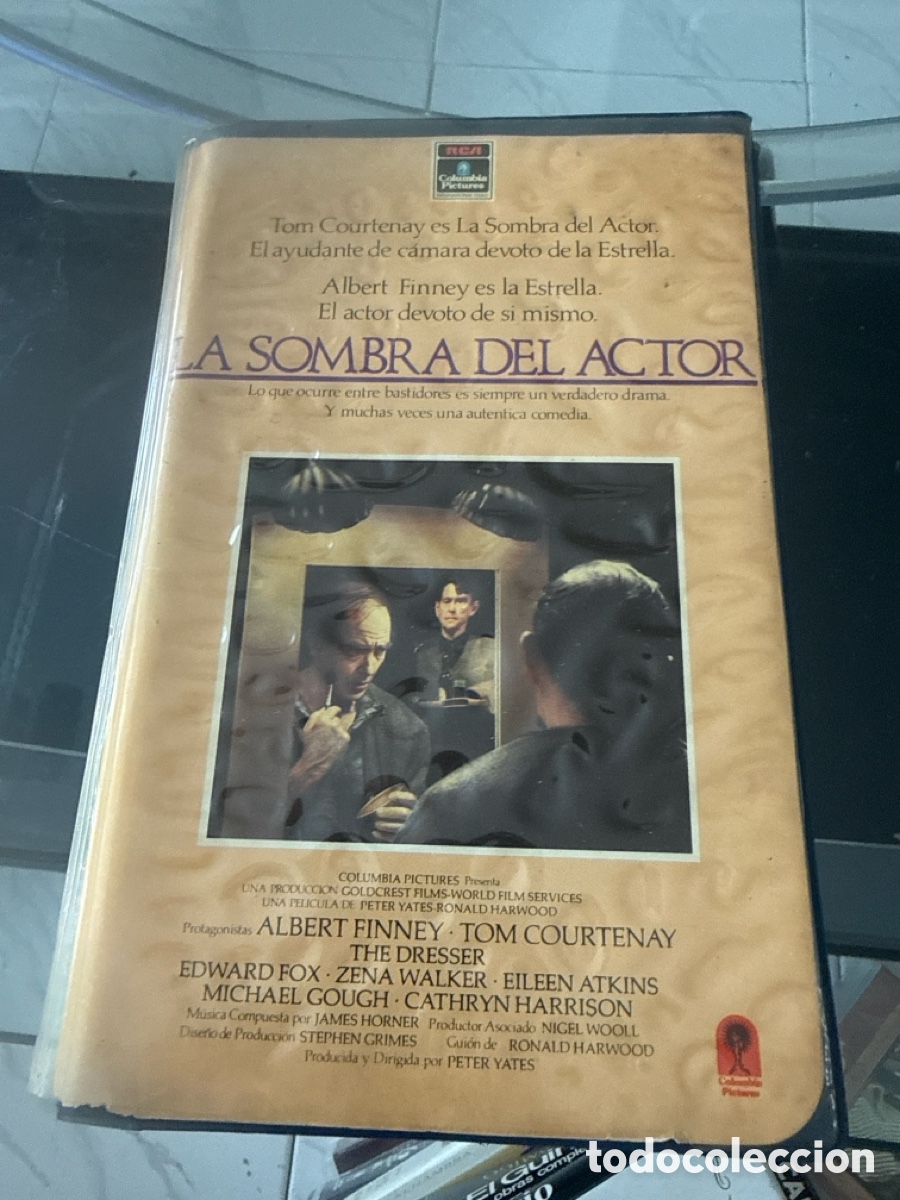 RCA
Columbia
Pictures
Tom Courtenay es La Sombra del Actor.
El ayudante de cámara devoto de la Estrella.
Albert Finney es la Estrella.
El actor devoto de si mismo.
LA SOMBRA DEL ACTOR
Lo que ocurre entre bastidores es siempre un verdadero drama.
Y muchas veces una autentica comedia.
COLUMBIA PICTURES Presenta
UNA PRODUCCION GOLDCREST FILMS-WORLD FILM SERVICES
UNA PELICULA DE PETER YATES-RONALD HARWOOD
Protagonistas ALBERT FINNEY · TOM COURTENAY
THE DRESSER
EDWARD FOX · ZENA WALKER · EILEEN ATKINS
MICHAEL GOUGH · CATHRYN HARRISON
Música Compuesta por JAMES HORNER Productor Asociado NIGEL WOOLL
Diseño de Producción STEPHEN GRIMES Guión de RONALD HARWOOD
Producida y Dirigida por PETER YATES
Columbia
Pictures
El Guir
obras comple
todocoleccion